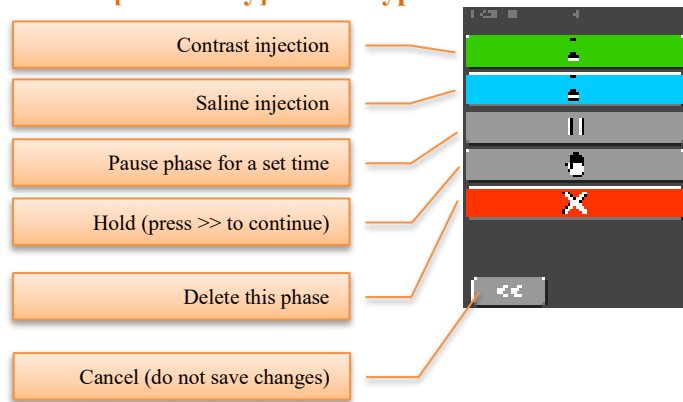 Contrast injection
Saline injection
Pause phase for a set time
Hold (press >> to continue)
Delete this phase
Cancel (do not save changes)
<<